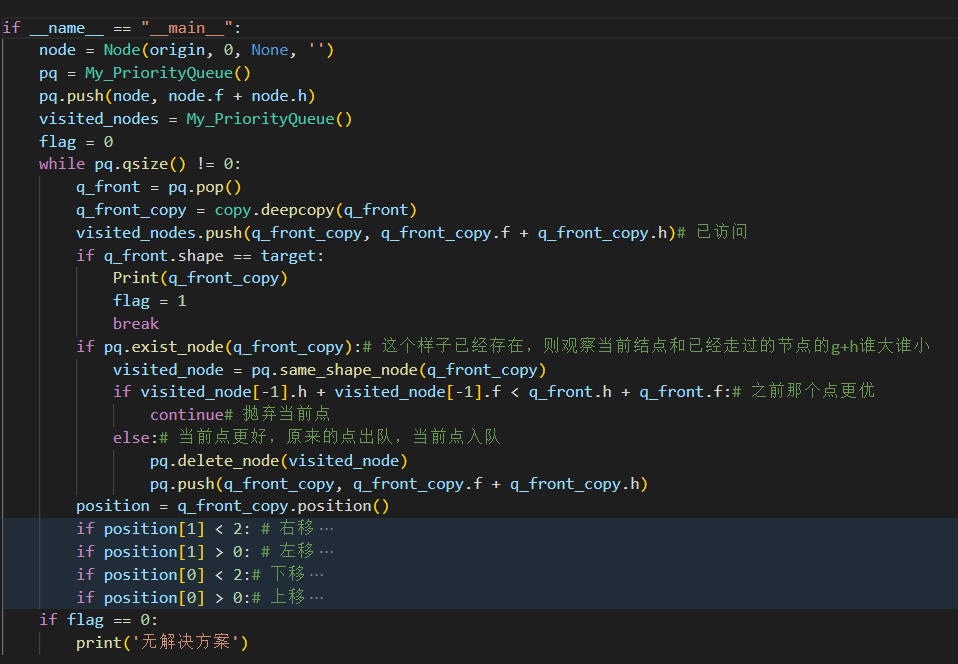 if __name__ == "__main__":
    node = Node(origin, 0, None, '')
    pq = My_PriorityQueue()
    pq.push(node, node.f + node.h)
    visited_nodes = My_PriorityQueue()
    flag = 0
    while pq.qsize() != 0:
        q_front = pq.pop()
        q_front_copy = copy.deepcopy(q_front)
        visited_nodes.push(q_front_copy, q_front_copy.f + q_front_copy.h)# 已访问
        if q_front.shape == target:
            Print(q_front_copy)
            flag = 1
            break
        if pq.exist_node(q_front_copy):# 这个样子已经存在，则观察当前结点和已经走过的节点的g+h谁大谁小
            visited_node = pq.same_shape_node(q_front_copy)
            if visited_node[-1].h + visited_node[-1].f < q_front.h + q_front.f:# 之前那个点更优
                continue# 抛弃当前点
            else:# 当前点更好，原来的点出队，当前点入队
                pq.delete_node(visited_node)
                pq.push(q_front_copy, q_front_copy.f + q_front_copy.h)
        position = q_front_copy.position()
        if position[1] < 2: # 右移…
        if position[1] > 0: # 左移…
        if position[0] < 2:# 下移…
        if position[0] > 0:# 上移…
    if flag == 0:
        print('无解决方案')